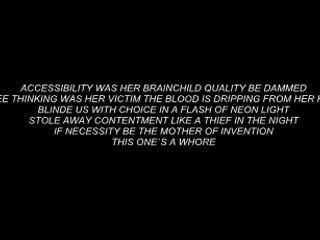 ACCESSIBILITY WAS HER BRAINCHILD QUALITY BE DAMMED
EE THINKING WAS HER VICTIM THE BLOOD IS DRIPPING FROM HER
BLINDE US WITH CHOICE IN A FLASH OF NEON LIGHT
STOLE AWAY CONTENTMENT LIKE A THIEF IN THE NIGHT
IF NECESSITY BE THE MOTHER OF INVENTION
THIS ONE`S A WHORE